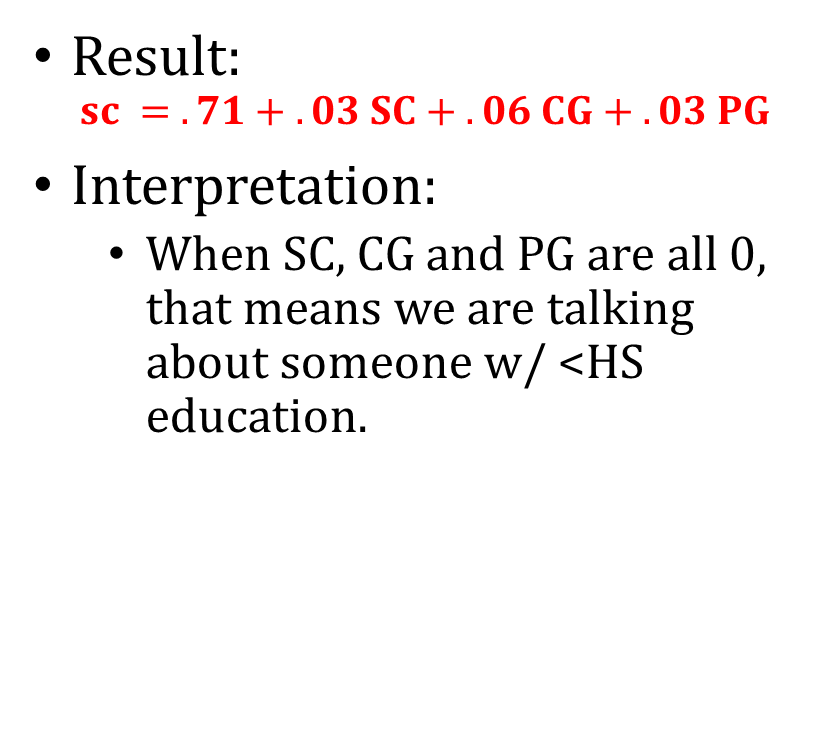 • Result:
sc = .71 + .03 SC + .06 CG + .03 PG
• Interpretation:
• When SC, CG and PG are all 0,
that means we are talking
about someone w/ <HS
education.